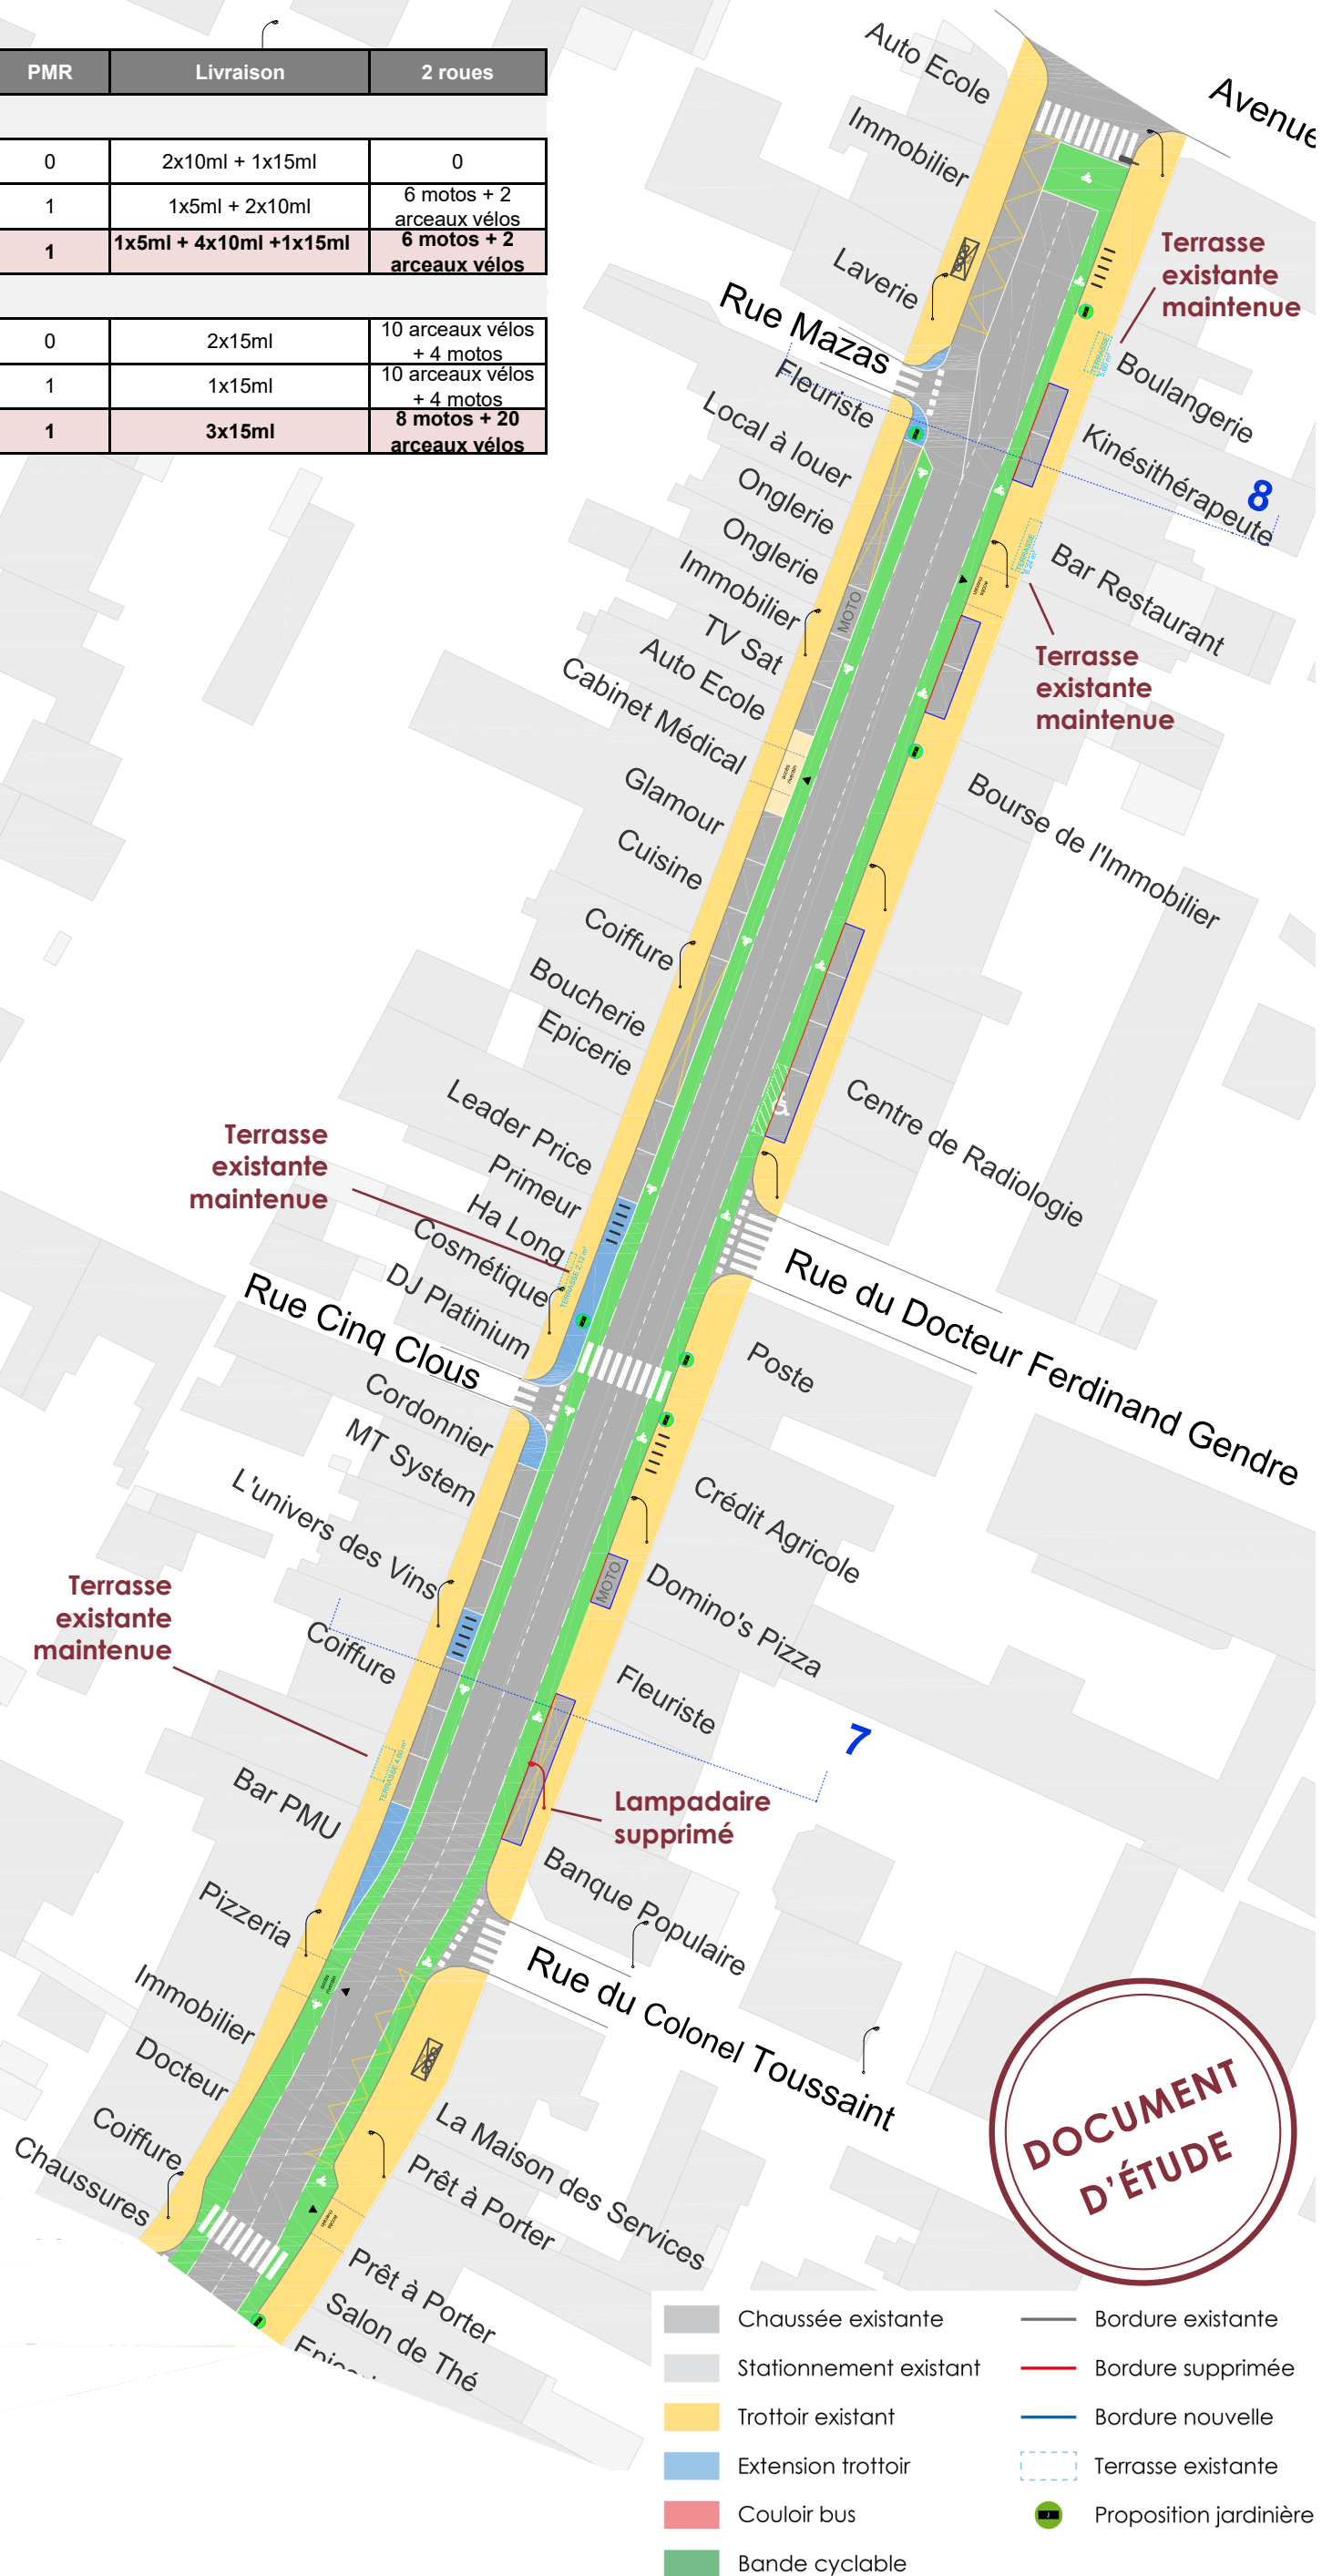 PMR Livraison 2 roues
0 2x10ml + 1x15ml 0
1 1x5ml + 2x10ml 6 motos + 2
arceaux vélos
1 1x5ml + 4x10ml +1x15ml 6 motos + 2
arceaux vélos
0 2x15ml 10 arceaux vélos
+ 4 motos
1 1x15ml 10 arceaux vélos
+ 4 motos
1 3x15ml 8 motos + 20
arceaux vélos
Auto Ecole
Avenue
Immobilier
Laverie
Terrasse
existante
maintenue
Rue Mazas
Boulangerie
Fleuriste
Local à louer
Kinésithérapeute
8
Onglerie
Onglerie
Bar Restaurant
Immobilier
MOTO
TV Sat
Terrasse
existante
maintenue
Auto Ecole
Cabinet Médical
Bourse de l'Immobilier
Glamour
Cuisine
Coiffure
Boucherie
Epicerie
Centre de Radiologie
Leader Price
Terrasse
existante
maintenue
Primeur
Ha Long
Cosmétique
DJ Platinium
Rue Cinq Clous
Rue du Docteur Ferdinand Gendre
Poste
Cordonnier
MT System
Crédit Agricole
L'univers des Vins
MOTO
Domino's Pizza
Terrasse
existante
maintenue
Coiffure
Fleuriste
7
Bar PMU
Lampadaire
supprimé
Banque Populaire
Pizzeria
Rue du Colonel Toussaint
Immobilier
Docteur
Coiffure
Chaussures
La Maison des Services
Prêt à Porter
Prêt à Porter
Salon de Thé
DOCUMENT
D'ÉTUDE
Chaussée existante
Stationnement existant
Trottoir existant
Extension trottoir
Couloir bus
Bande cyclable
Bordure existante
Bordure supprimée
Bordure nouvelle
Terrasse existante
Proposition jardinière